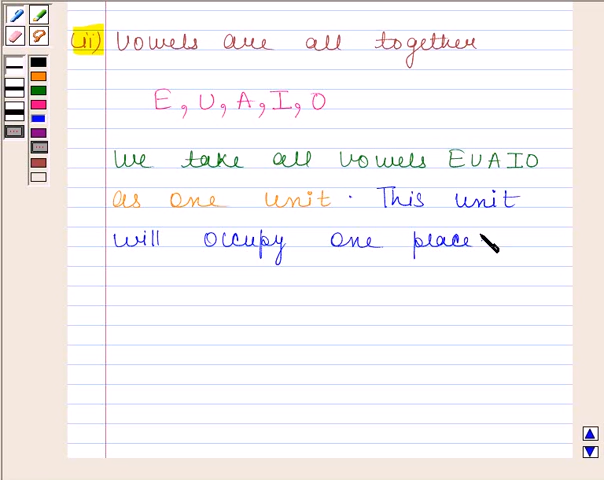 (ii) Vowels are all together
E, U, A, I, O
We take all vowels EUAIO
as one unit. This unit
will occupy one place